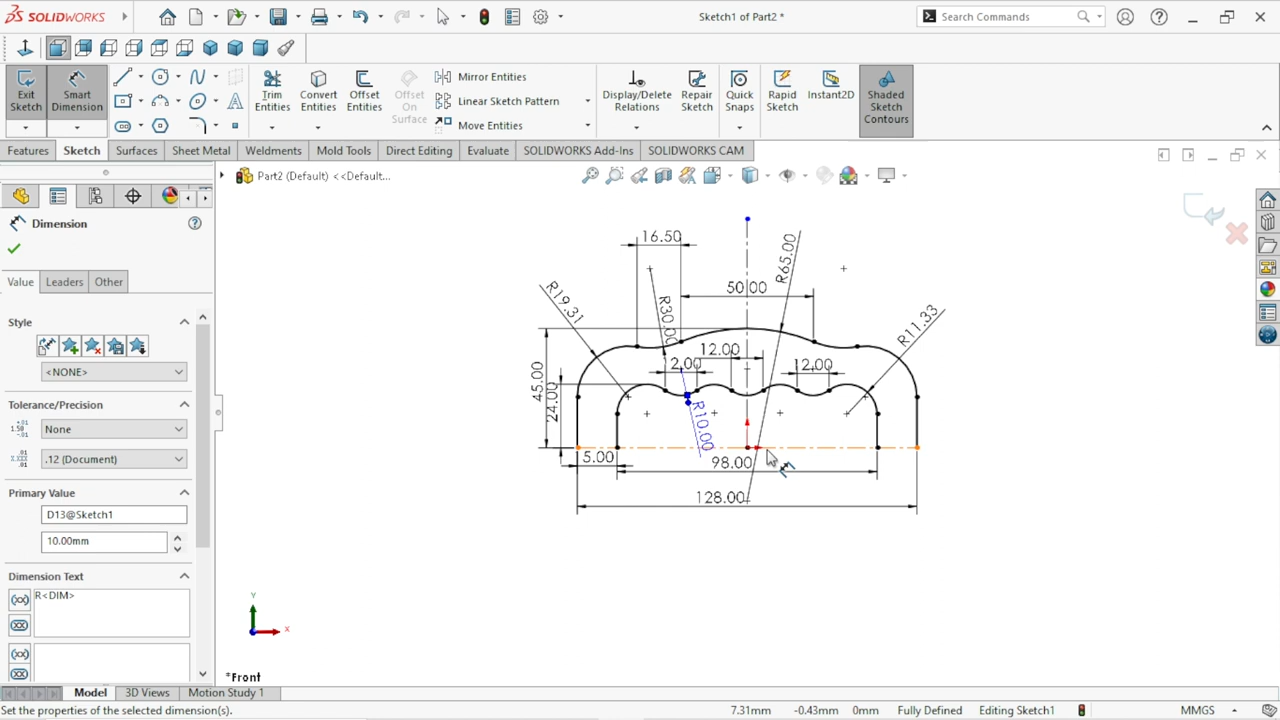 SOLIDWORKS
Sketch1 of Part2 *
Search Commands
Exit
Sketch
Smart
Dimension
Trim
Entities
Convert
Entities
Offset
Entities
Offset
On
Surface
Mirror Entities
Linear Sketch Pattern
Move Entities
Display/Delete
Relations
Repair
Sketch
Quick
Snaps
Rapid
Sketch
Instant2D
Shaded
Sketch
Contours
Features
Sketch
Surfaces
Sheet Metal
Weldments
Mold Tools
Direct Editing
Evaluate
SOLIDWORKS Add-Ins
SOLIDWORKS CAM
Part2 (Default) <<Default...
Dimension
Value
Leaders
Other
Style
<NONE>
Tolerance/Precision
None
.12 (Document)
Primary Value
D13@Sketch1
10.00mm
Dimension Text
R<DIM>
16.50
R65.00
50.00
R19.31
R30.00
R11.33
12.00
2.00
12.00
45.00
24.00
R10.00
5.00
98.00
128.00
Y
X
*Front
Model
3D Views
Motion Study 1
Set the properties of the selected dimension(s).
7.31mm
-0.43mm
0mm
Fully Defined
Editing Sketch1
MMGS